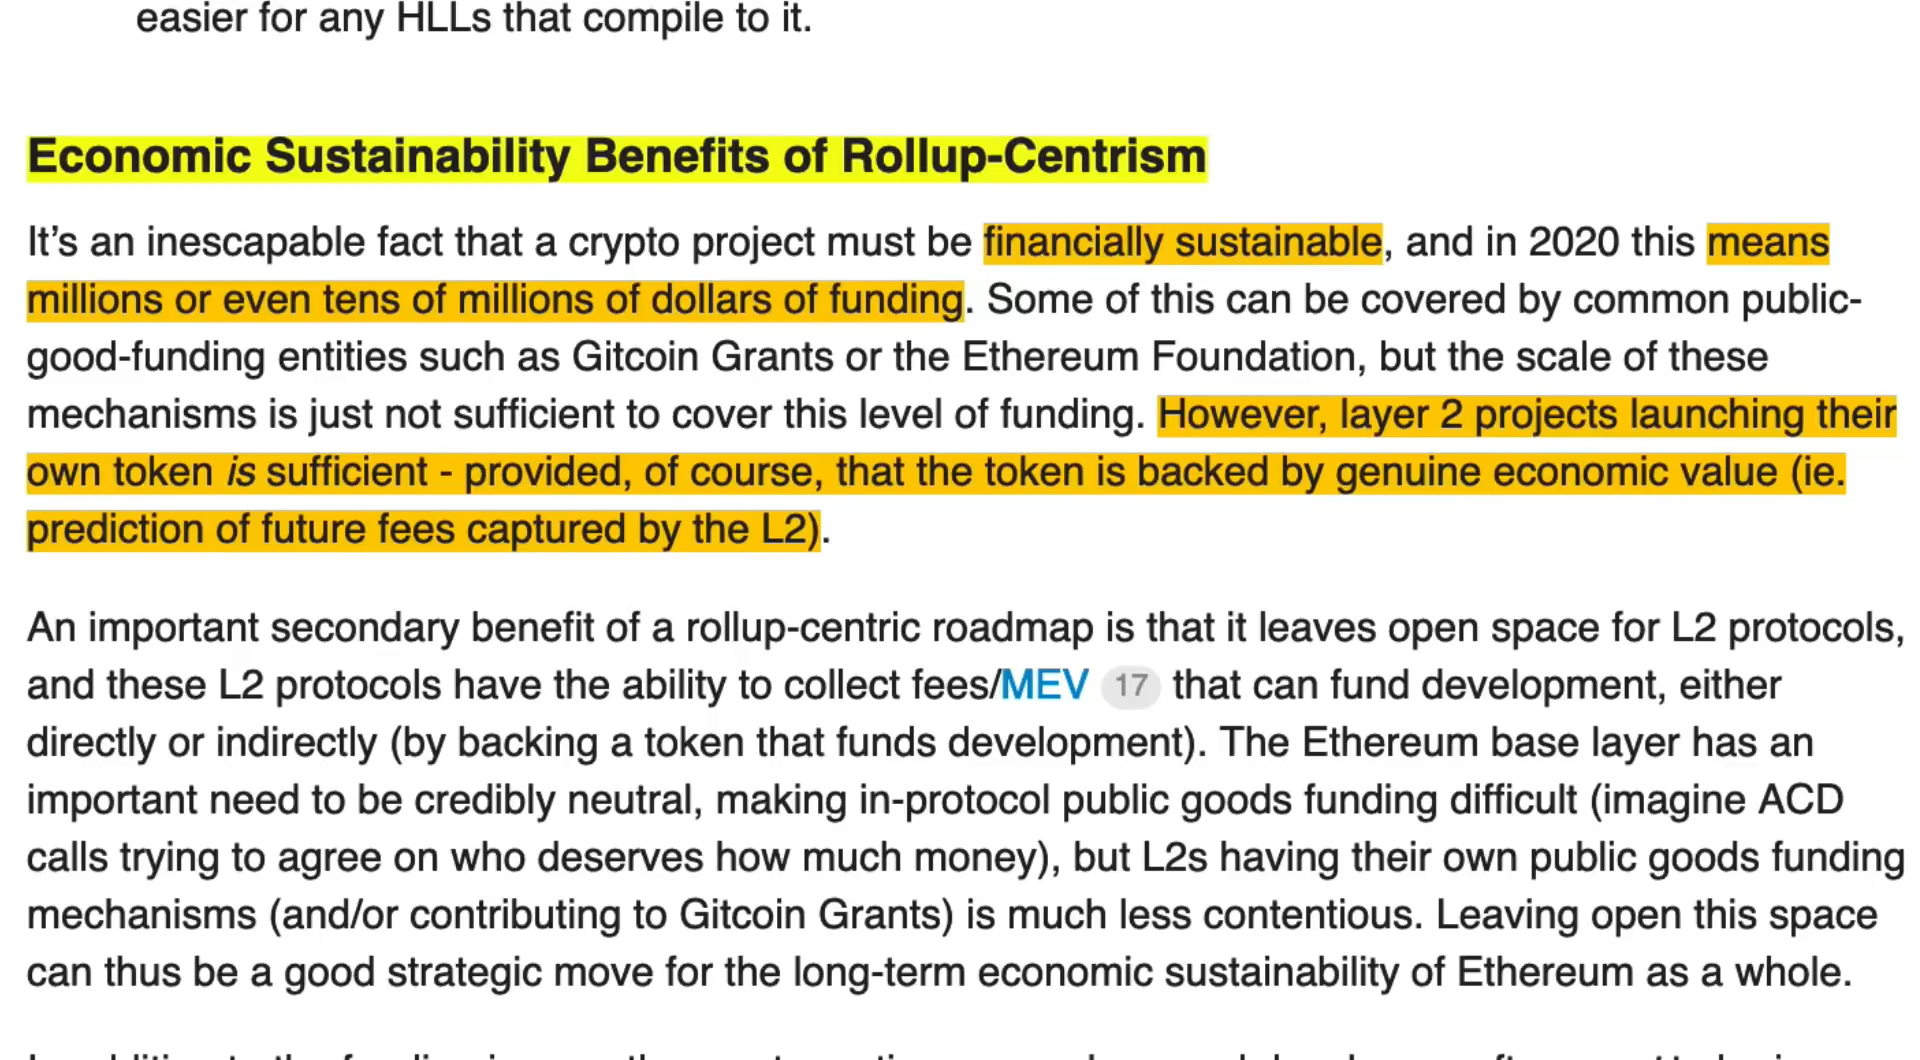 easier for any HLLs that compile to it.
Economic Sustainability Benefits of Rollup-Centrism
It’s an inescapable fact that a crypto project must be financially sustainable, and in 2020 this means
millions or even tens of millions of dollars of funding. Some of this can be covered by common public-
good-funding entities such as Gitcoin Grants or the Ethereum Foundation, but the scale of these
mechanisms is just not sufficient to cover this level of funding. However, layer 2 projects launching their
own token is sufficient - provided, of course, that the token is backed by genuine economic value (ie.
prediction of future fees captured by the L2).
An important secondary benefit of a rollup-centric roadmap is that it leaves open space for L2 protocols,
and these L2 protocols have the ability to collect fees/MEV 17 that can fund development, either
directly or indirectly (by backing a token that funds development). The Ethereum base layer has an
important need to be credibly neutral, making in-protocol public goods funding difficult (imagine ACD
calls trying to agree on who deserves how much money), but L2s having their own public goods funding
mechanisms (and/or contributing to Gitcoin Grants) is much less contentious. Leaving open this space
can thus be a good strategic move for the long-term economic sustainability of Ethereum as a whole.